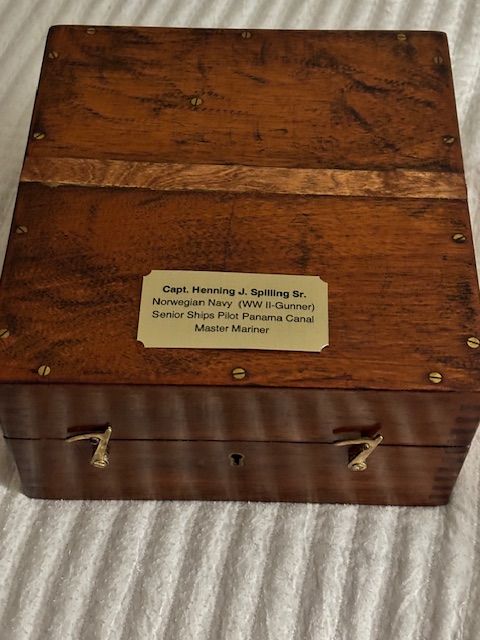 Capt. Henning J. Spilling Sr.
Norwegian Navy (WW II-Gunner)
Senior Ships Pilot Panama Canal
Master Mariner